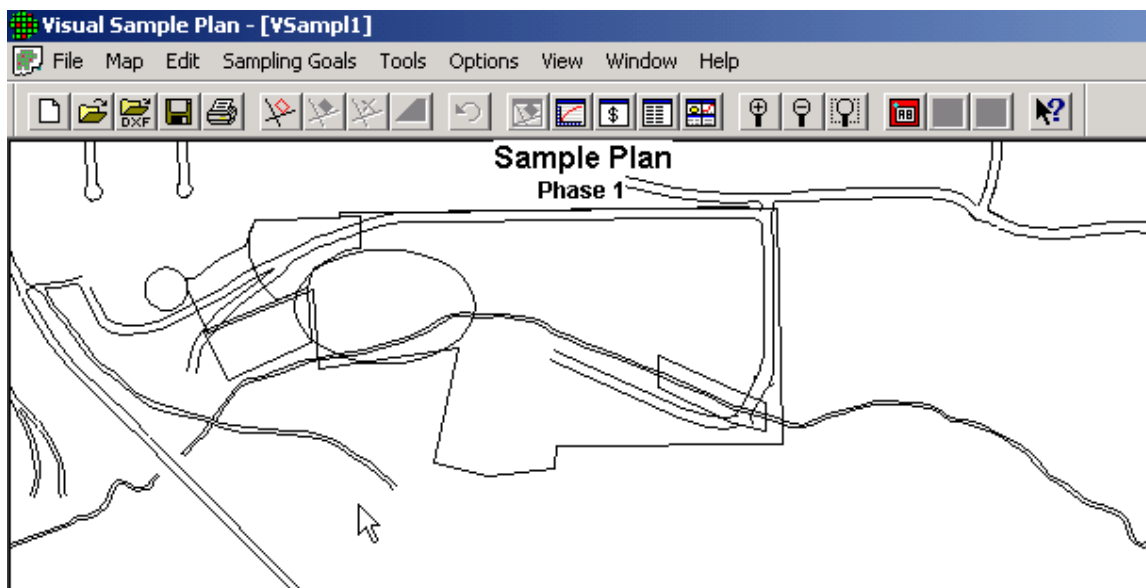 Visual Sample Plan - [VSampl1]
File Map Edit Sampling Goals Tools Options View Window Help
DXF $ AB ?
Sample Plan
Phase 1